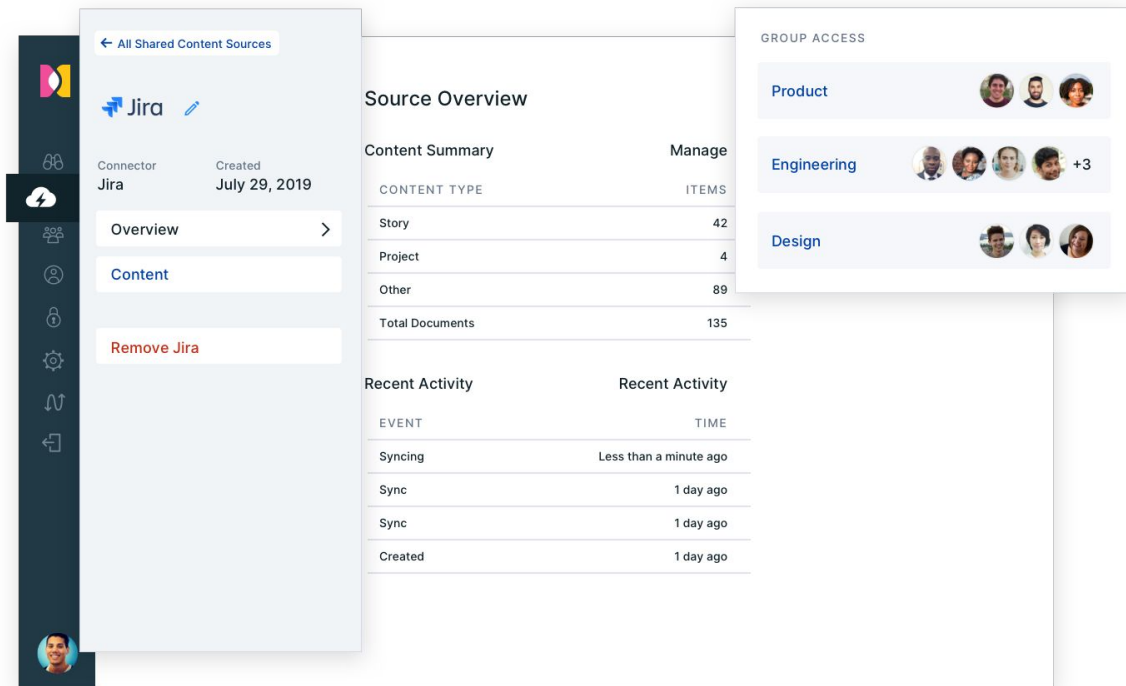 ← All Shared Content Sources
Jira
Connector Created
Jira July 29, 2019
Overview
Content
Remove Jira
Source Overview
Content Summary Manage
CONTENT TYPE ITEMS
Story 42
Project 4
Other 89
Total Documents 135
Recent Activity Recent Activity
EVENT TIME
Syncing Less than a minute ago
Sync 1 day ago
Sync 1 day ago
Created 1 day ago
GROUP ACCESS
Product
Engineering +3
Design